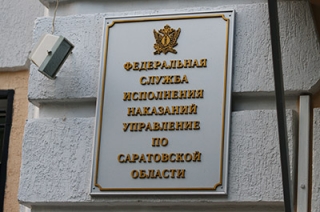 ФЕДЕРАЛЬНАЯ
СЛУЖБА
ИСПОЛНЕНИЯ
НАКАЗАНИЙ
УПРАВЛЕНИЕ
ПО
САРАТОВСКОЙ
ОБЛАСТИ